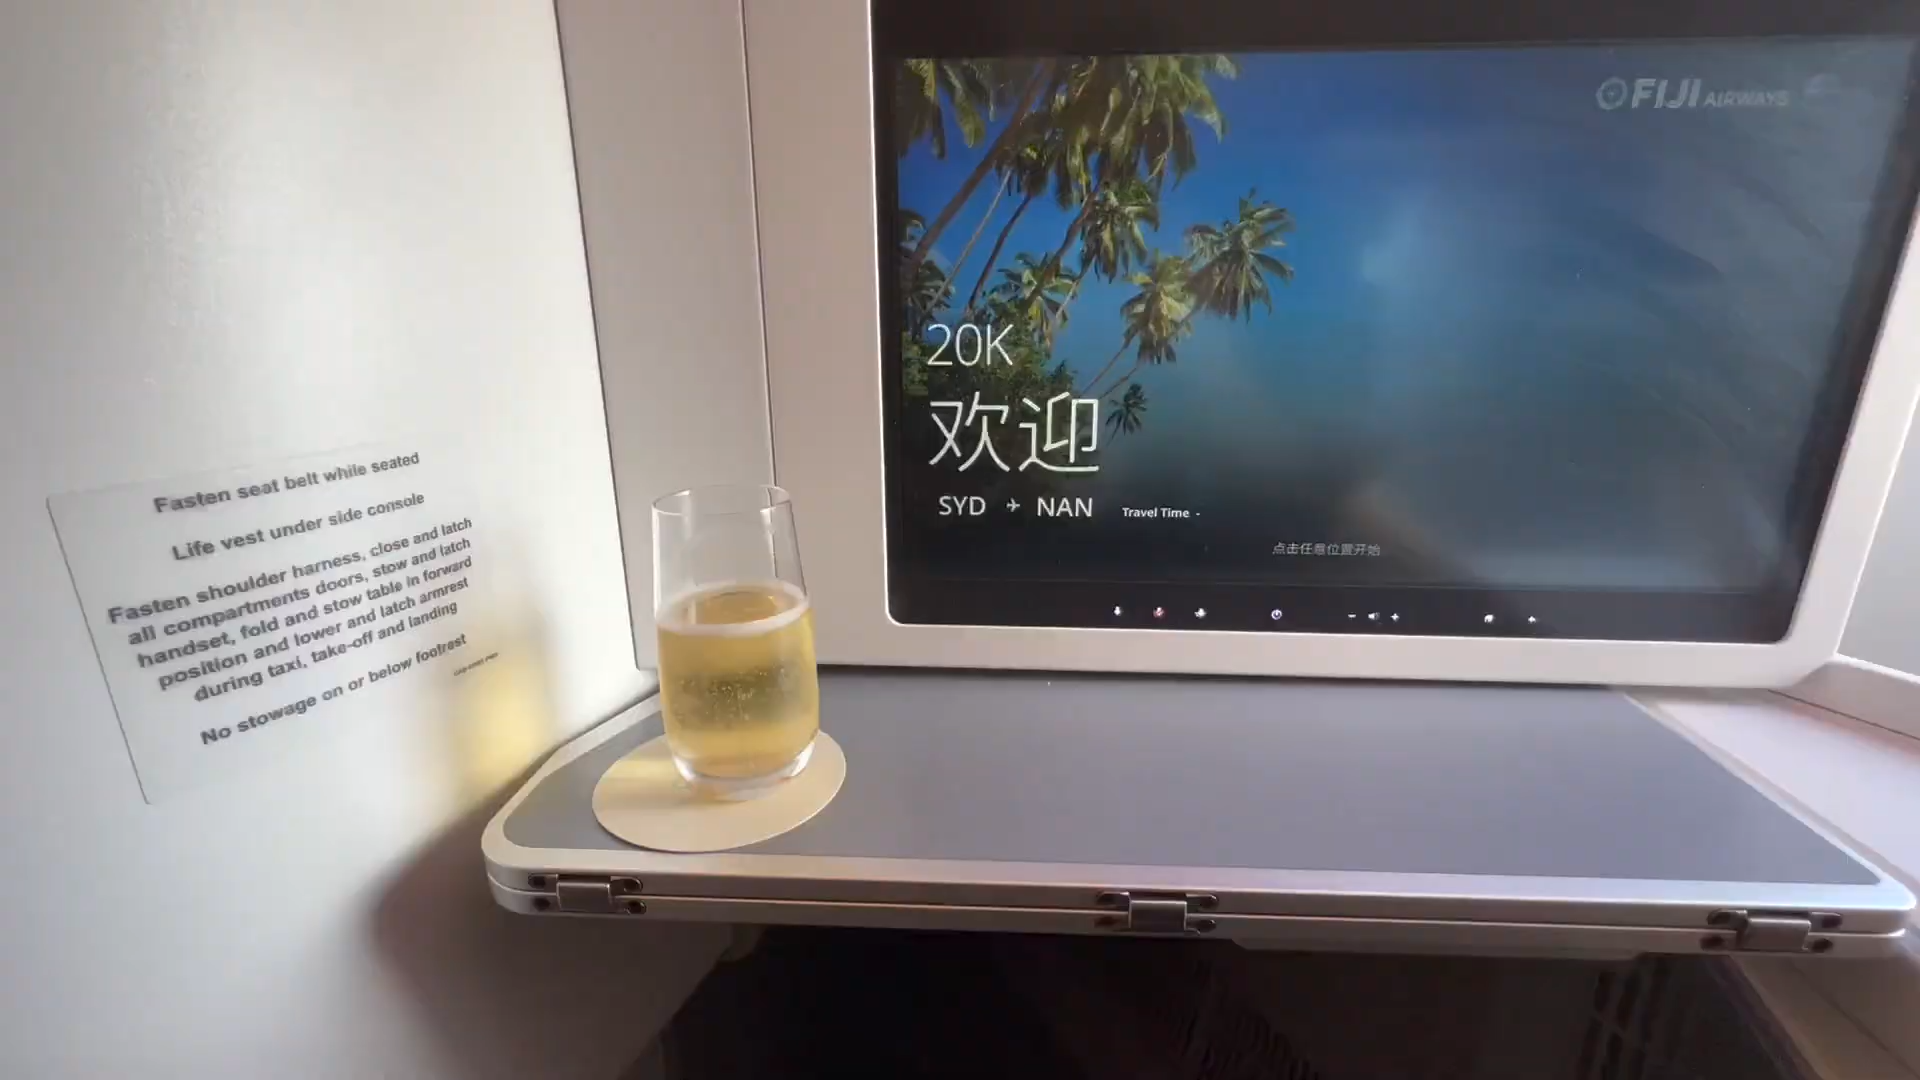 Fasten seat belt while seated
Life vest under side console
Fasten shoulder harness, close and latch
all compartments doors, stow and latch
handset, fold and stow table in forward
position and lower and latch armrest
during taxi, take-off and landing
No stowage on or below footrest
FIJI AIRWAYS
20K
欢迎
SYD ✈ NAN Travel Time -
点击任意位置开始